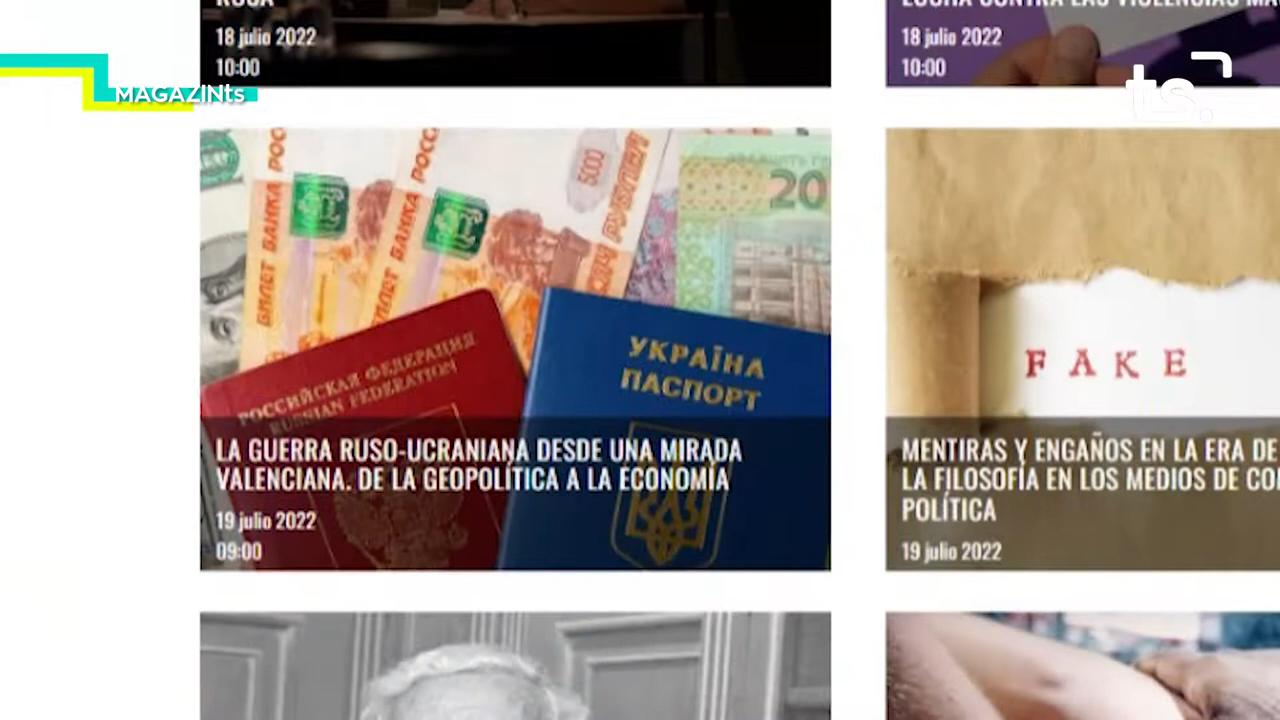 18 julio 2022
10:00
18 julio 2022
10:00
MAGAZINts
ts.
БИЛЕТ БАНКА РОС
БИЛЕТ БАНКА РОСС
5000
20
РОССИЙСКАЯ ФЕДЕРАЦИЯ
RUSSIAN FEDERATION
УКРАЇНА
ПАСПОРТ
LA GUERRA RUSO-UCRANIANA DESDE UNA MIRADA
VALENCIANA. DE LA GEOPOLÍTICA A LA ECONOMÍA
19 julio 2022
09:00
FAKE
MENTIRAS Y ENGAÑOS EN LA ERA DE
LA FILOSOFÍA EN LOS MEDIOS DE CO
POLÍTICA
19 julio 2022